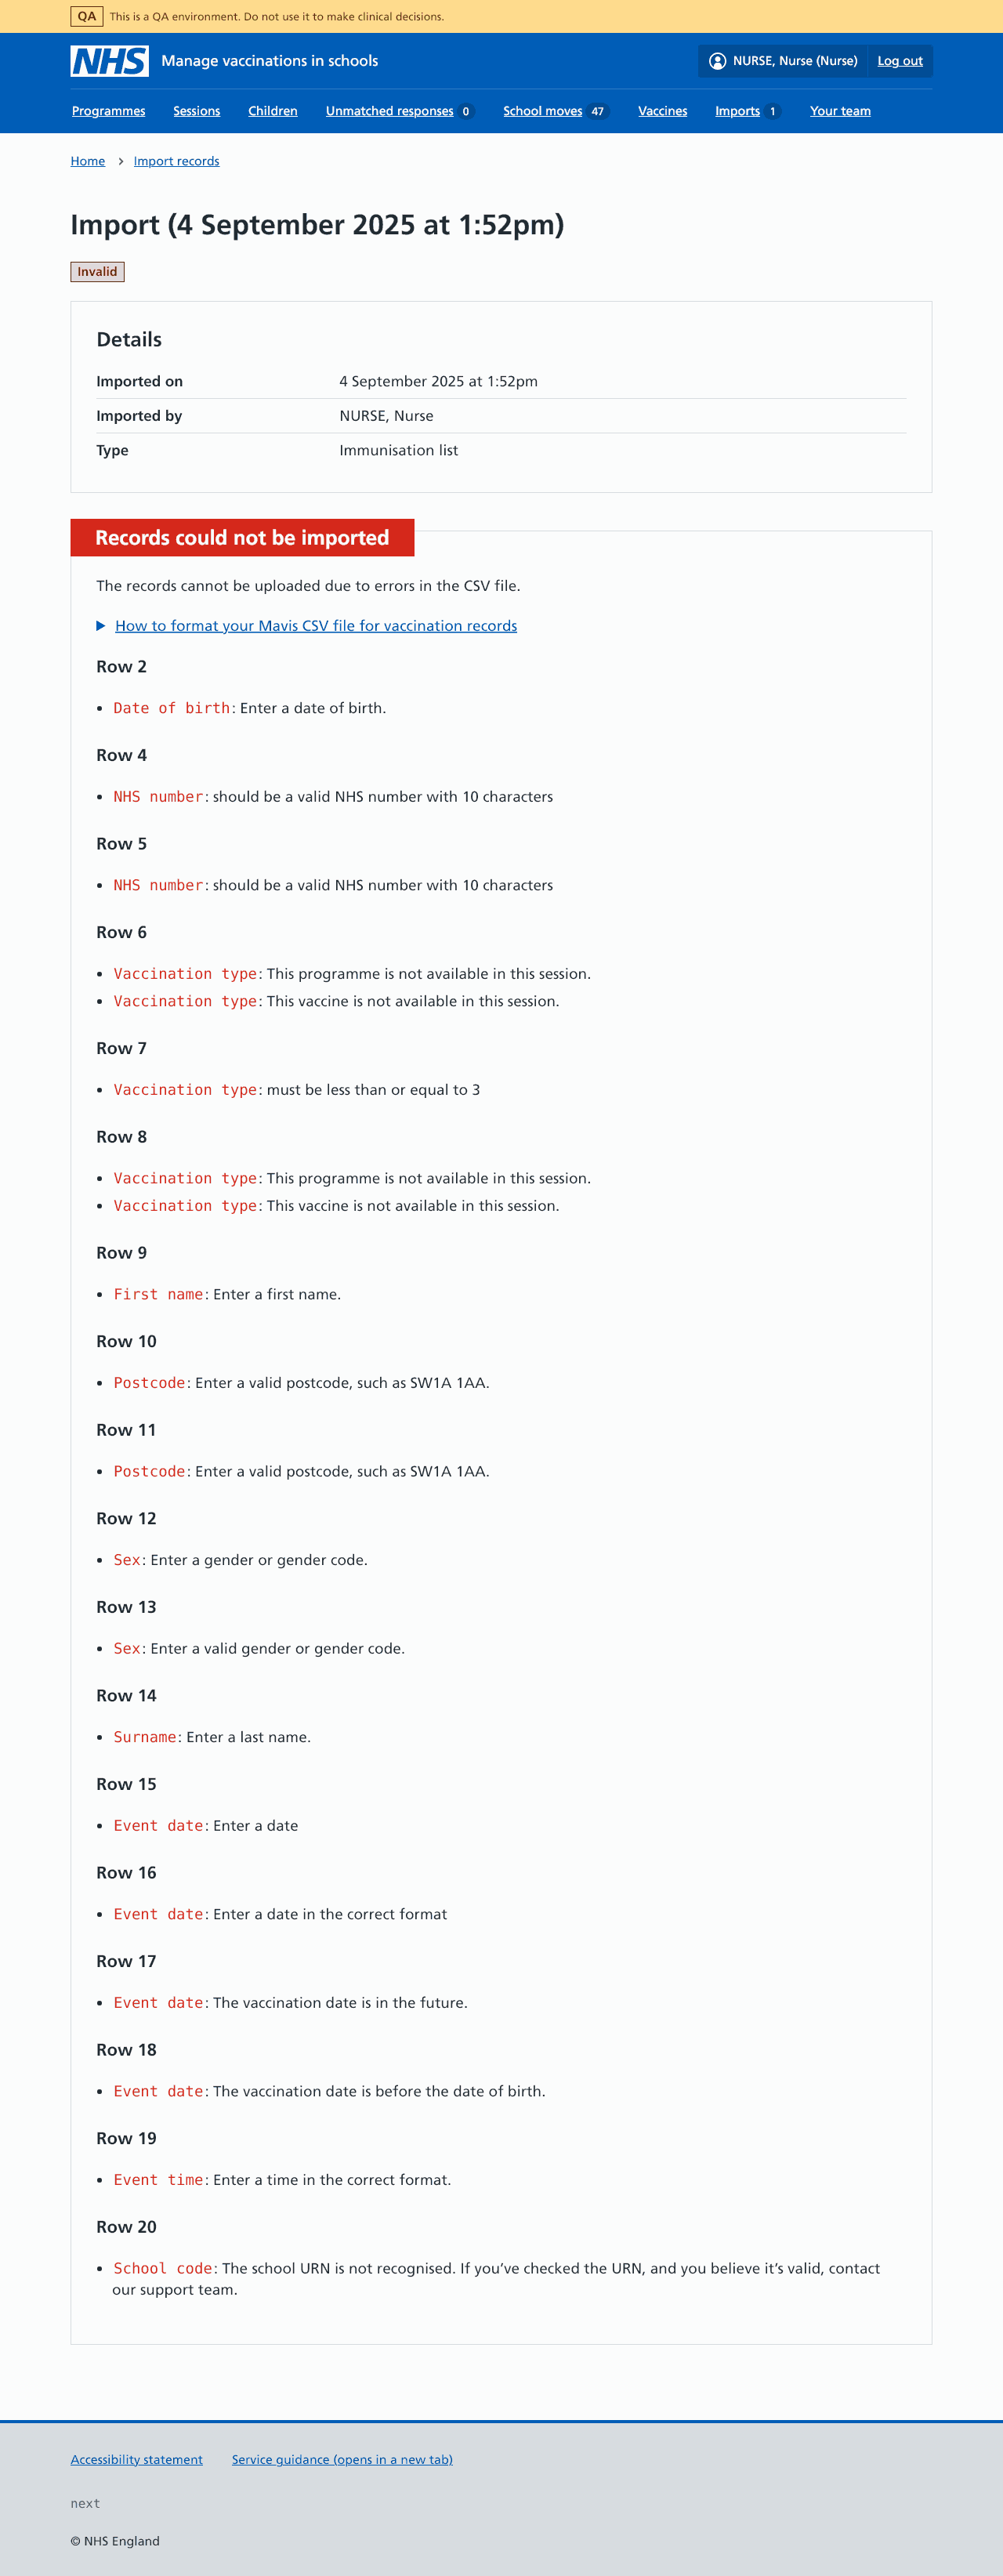 QA This is a QA environment. Do not use it to make clinical decisions.
NHS Manage vaccinations in schools NURSE, Nurse (Nurse) Log out
Programmes Sessions Children Unmatched responses 0 School moves 47 Vaccines Imports 1 Your team
Home Import records
Import (4 September 2025 at 1:52pm)
Invalid
Details
Imported on 4 September 2025 at 1:52pm
Imported by NURSE, Nurse
Type Immunisation list
Records could not be imported
The records cannot be uploaded due to errors in the CSV file.
How to format your Mavis CSV file for vaccination records
Row 2
Date of birth: Enter a date of birth.
Row 4
NHS number: should be a valid NHS number with 10 characters
Row 5
NHS number: should be a valid NHS number with 10 characters
Row 6
Vaccination type: This programme is not available in this session.
Vaccination type: This vaccine is not available in this session.
Row 7
Vaccination type: must be less than or equal to 3
Row 8
Vaccination type: This programme is not available in this session.
Vaccination type: This vaccine is not available in this session.
Row 9
First name: Enter a first name.
Row 10
Postcode: Enter a valid postcode, such as SW1A 1AA.
Row 11
Postcode: Enter a valid postcode, such as SW1A 1AA.
Row 12
Sex: Enter a gender or gender code.
Row 13
Sex: Enter a valid gender or gender code.
Row 14
Surname: Enter a last name.
Row 15
Event date: Enter a date
Row 16
Event date: Enter a date in the correct format
Row 17
Event date: The vaccination date is in the future.
Row 18
Event date: The vaccination date is before the date of birth.
Row 19
Event time: Enter a time in the correct format.
Row 20
School code: The school URN is not recognised. If you’ve checked the URN, and you believe it’s valid, contact
our support team.
Accessibility statement Service guidance (opens in a new tab)
next
© NHS England